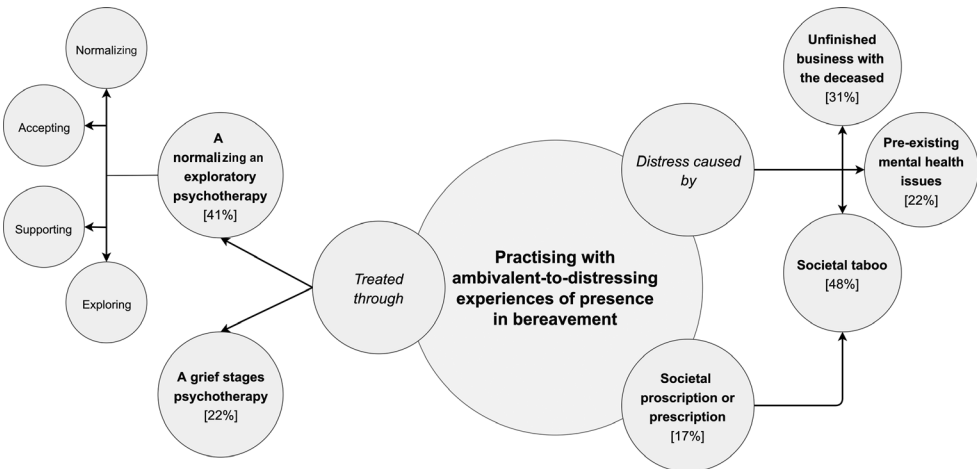 Normalizing
Accepting
Supporting
Exploring
A
normalizing an
exploratory
psychotherapy
[41%]
A grief stages
psychotherapy
[22%]
Treated
through
Practising with
ambivalent-to-distressing
experiences of presence
in bereavement
Distress caused
by
Unfinished
business with
the deceased
[31%]
Pre-existing
mental health
issues
[22%]
Societal taboo
[48%]
Societal
proscription or
prescription
[17%]